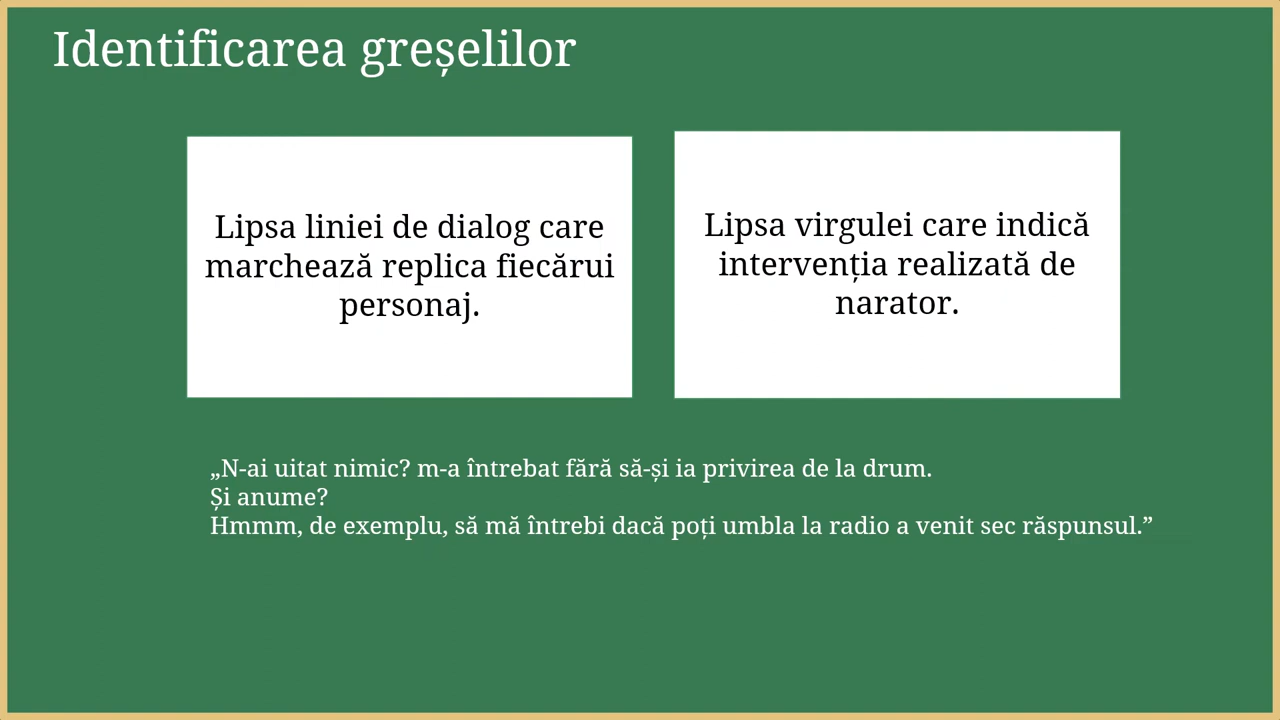 Identificarea greșelilor
Lipsa liniei de dialog care
marchează replica fiecărui
personaj.
Lipsa virgulei care indică
intervenția realizată de
narator.
„N-ai uitat nimic? m-a întrebat fără să-și ia privirea de la drum.
Și anume?
Hmmm, de exemplu, să mă întrebi dacă poți umbla la radio a venit sec răspunsul.”